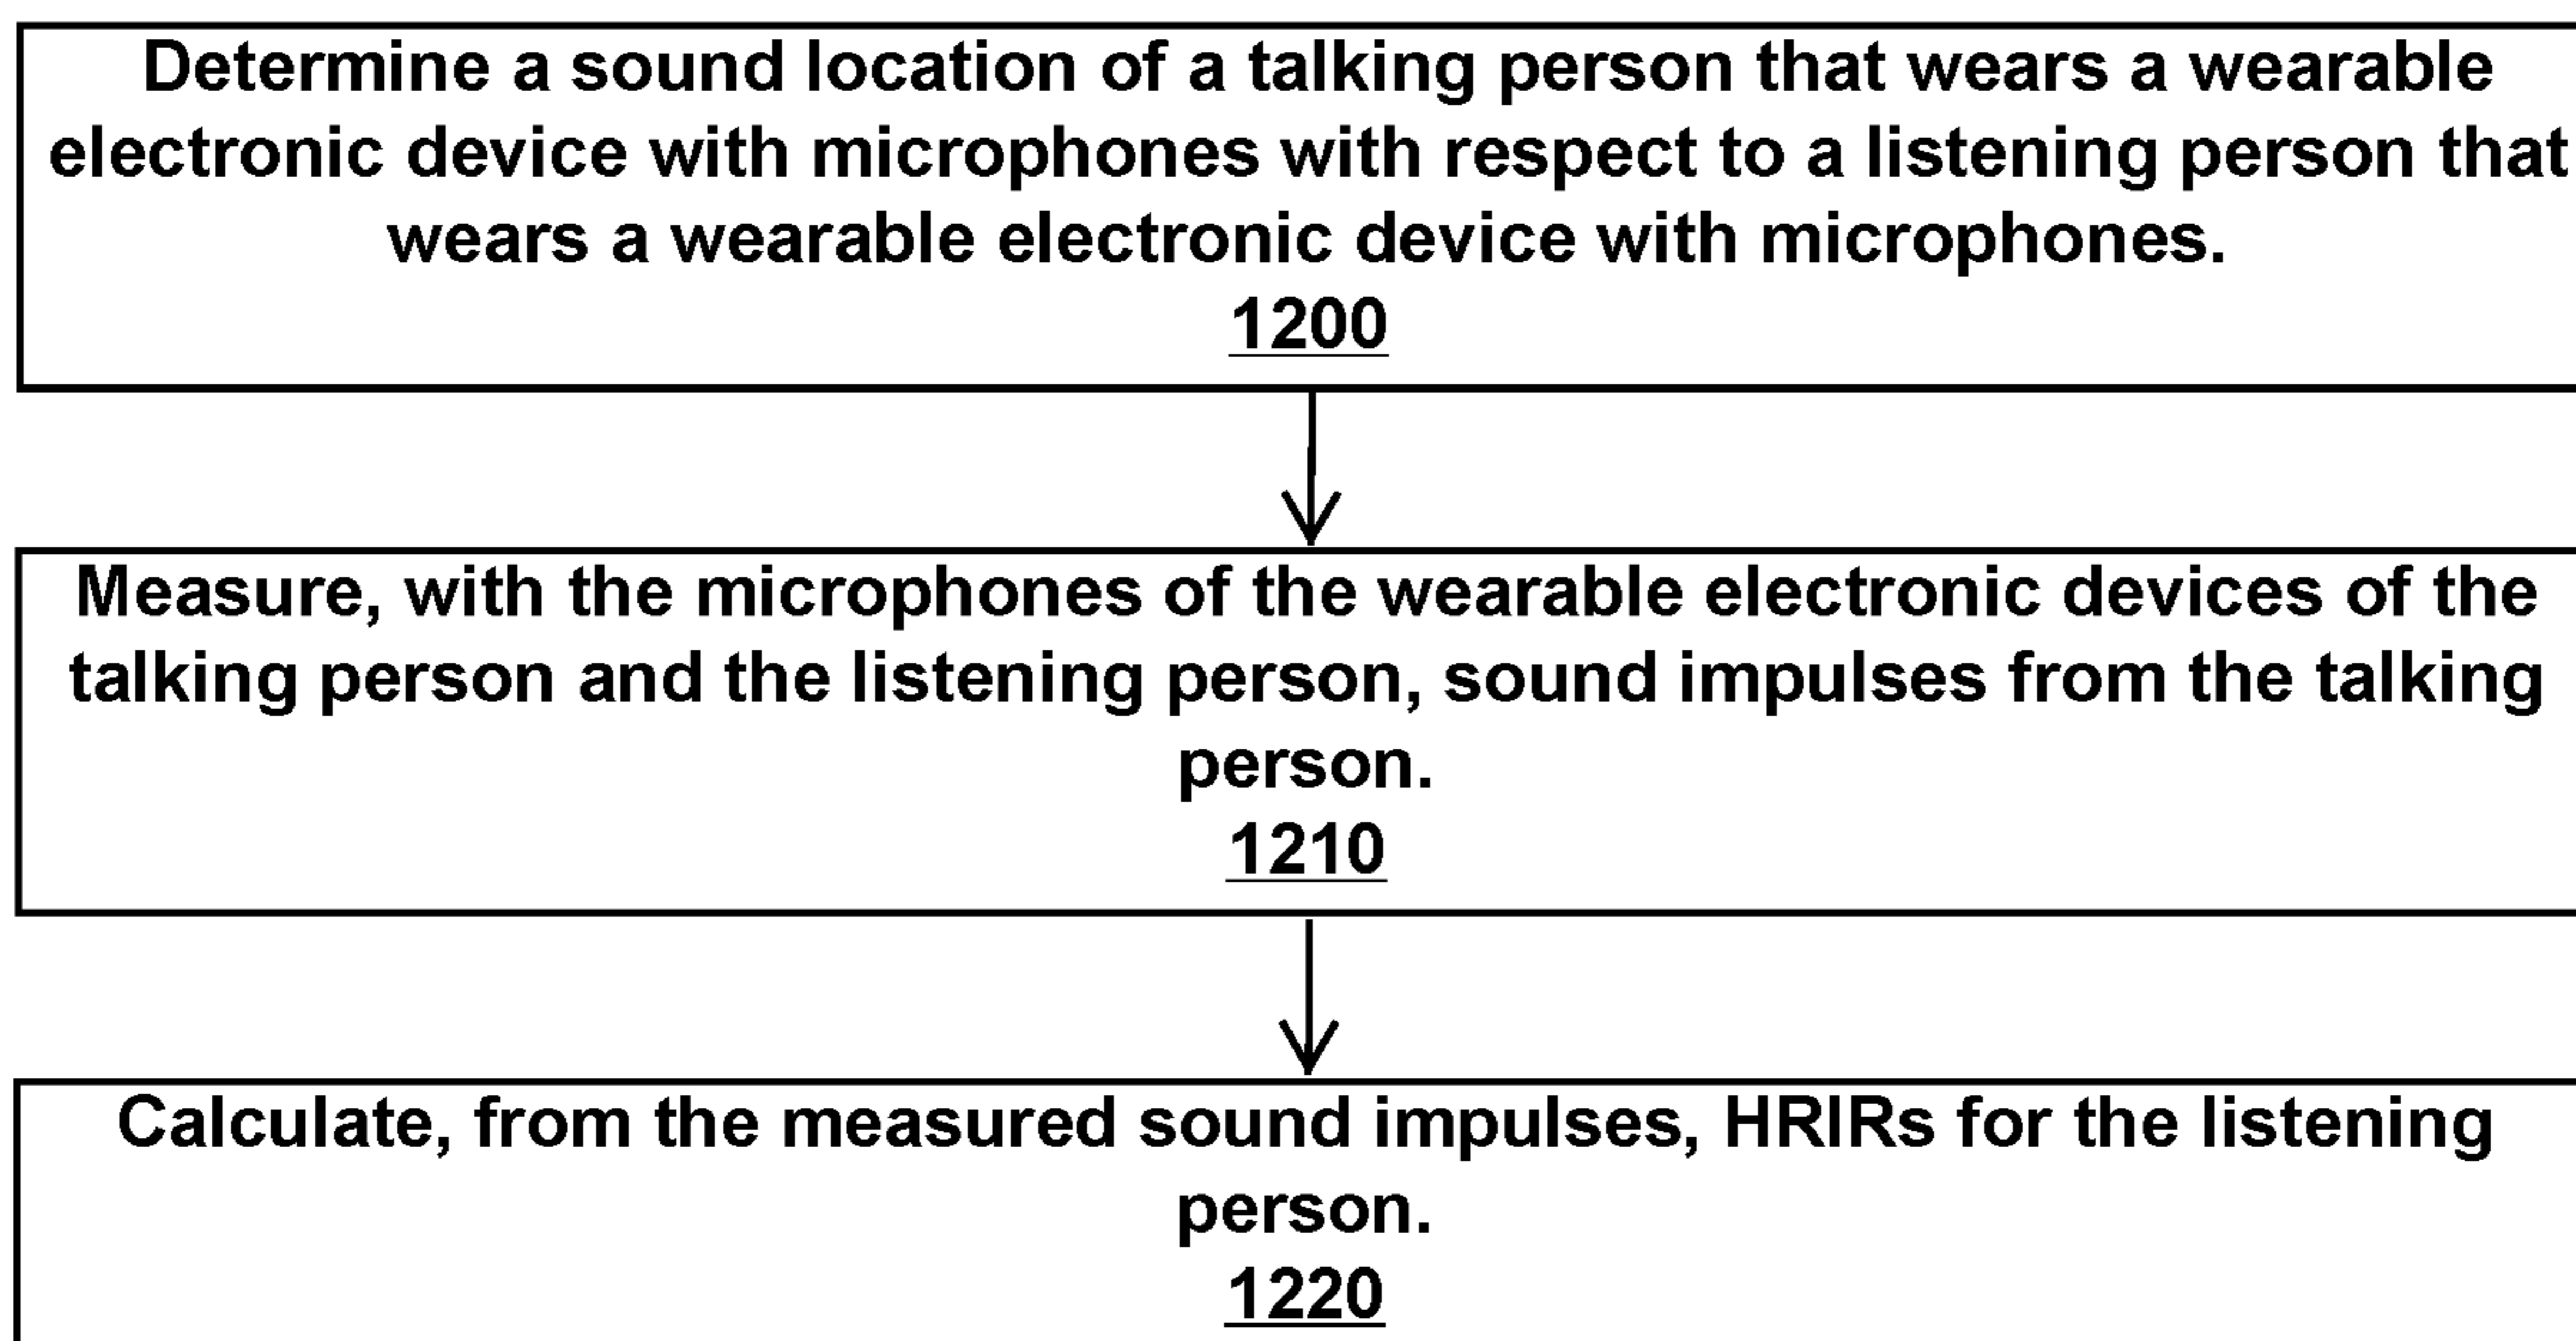 Determine a sound location of a talking person that wears a wearable
electronic device with microphones with respect to a listening person that
wears a wearable electronic device with microphones.
1200
Measure, with the microphones of the wearable electronic devices of the
talking person and the listening person, sound impulses from the talking
person.
1210
Calculate, from the measured sound impulses, HRIRs for the listening
person.
1220